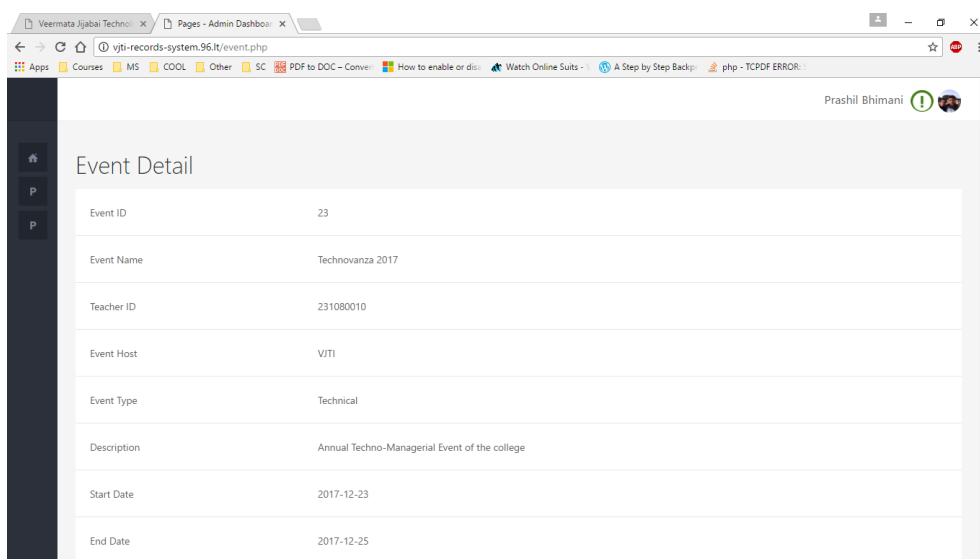 Veermata Jijabai Technol
Pages - Admin Dashboar
vjti-records-system.96.lt/event.php
ABP
Apps Courses MS COOL Other SC PDF to DOC – Conver How to enable or disa Watch Online Suits - A Step by Step Backp php - TCPDF ERROR:
Prashil Bhimani
Event Detail
P
P
Event ID 23
Event Name Technovanza 2017
Teacher ID 231080010
Event Host VJTI
Event Type Technical
Description Annual Techno-Managerial Event of the college
Start Date 2017-12-23
End Date 2017-12-25